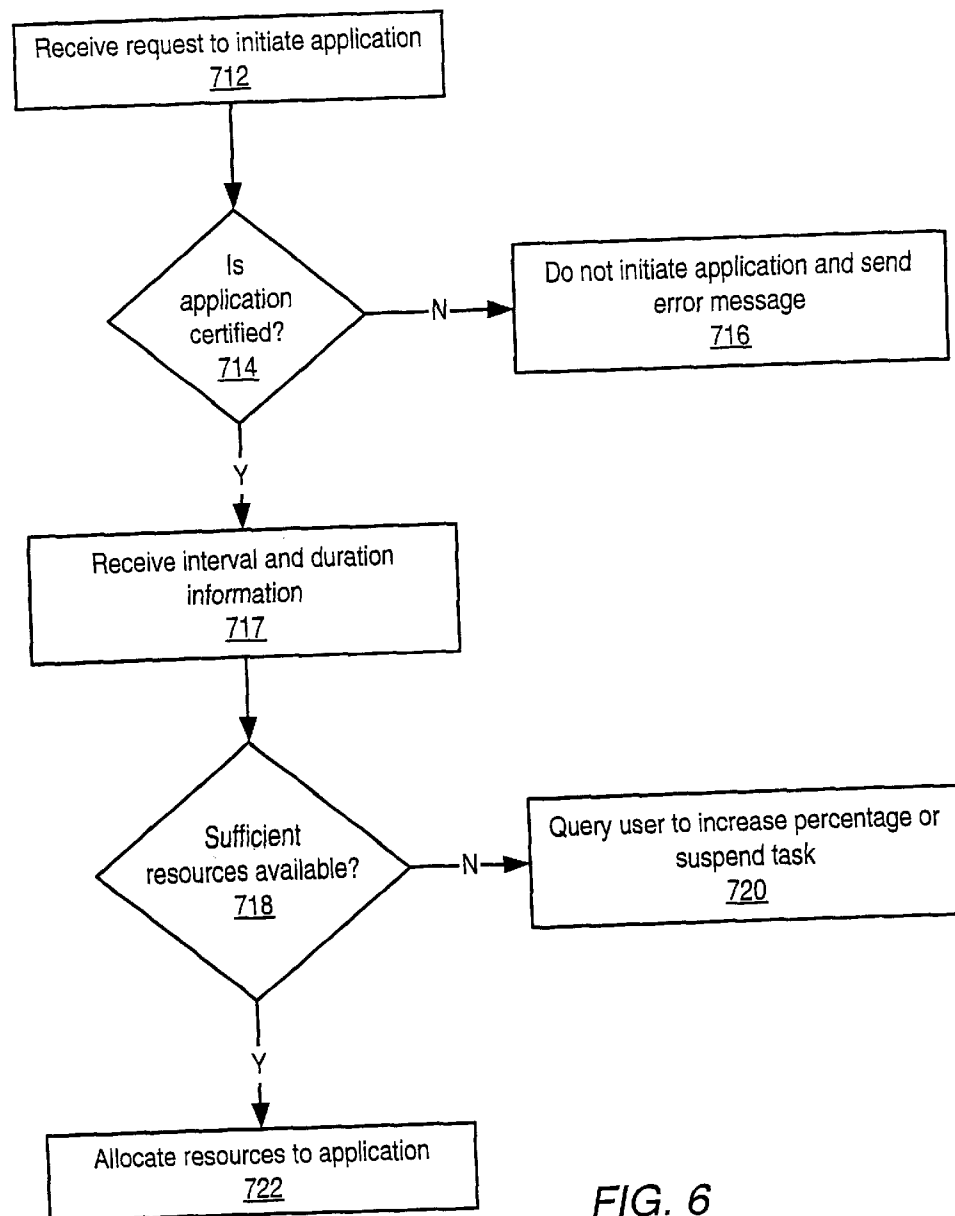 Receive request to initiate application
712
Is
application
certified?
714
N
Do not initiate application and send
error message
716
Y
Receive interval and duration
information
717
Sufficient
resources available?
718
N
Query user to increase percentage or
suspend task
720
Y
Allocate resources to application
722
FIG. 6